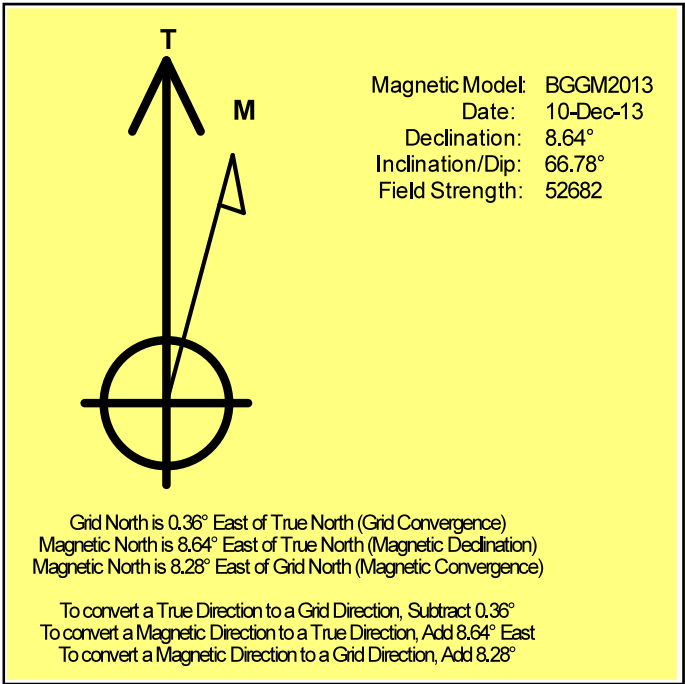 T
M
Magnetic Model: BGGM2013
Date: 10-Dec-13
Declination: 8.64°
Inclination/Dip: 66.78°
Field Strength: 52682
Grid North is 0.36° East of True North (Grid Convergence)
Magnetic North is 8.64° East of True North (Magnetic Declination)
Magnetic North is 8.28° East of Grid North (Magnetic Convergence)
To convert a True Direction to a Grid Direction, Subtract 0.36°
To convert a Magnetic Direction to a True Direction, Add 8.64° East
To convert a Magnetic Direction to a Grid Direction, Add 8.28°